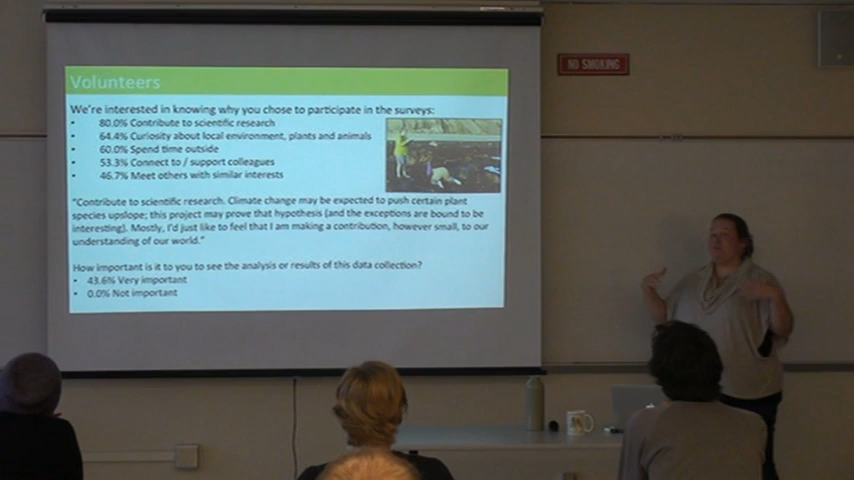 NO SMOKING
Volunteers
We're interested in knowing why you chose to participate in the surveys:
• 80.0% Contribute to scientific research
• 64.4% Curiosity about local environment, plants and animals
• 60.0% Spend time outside
• 53.3% Connect to / support colleagues
• 46.7% Meet others with similar interests
"Contribute to scientific research. Climate change may be expected to push certain plant
species upslope; this project may prove that hypothesis (and the exceptions are bound to be
interesting). Mostly, I'd just like to feel that I am making a contribution, however small, to our
understanding of our world."
How important is it to you to see the analysis or results of this data collection?
• 43.6% Very important
• 0.0% Not important